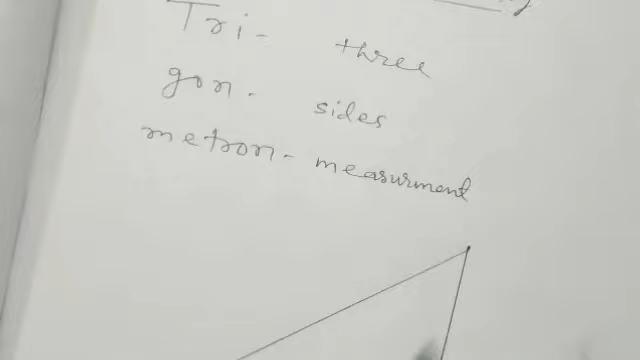 Tri- three
gon. sides
metron- measurment